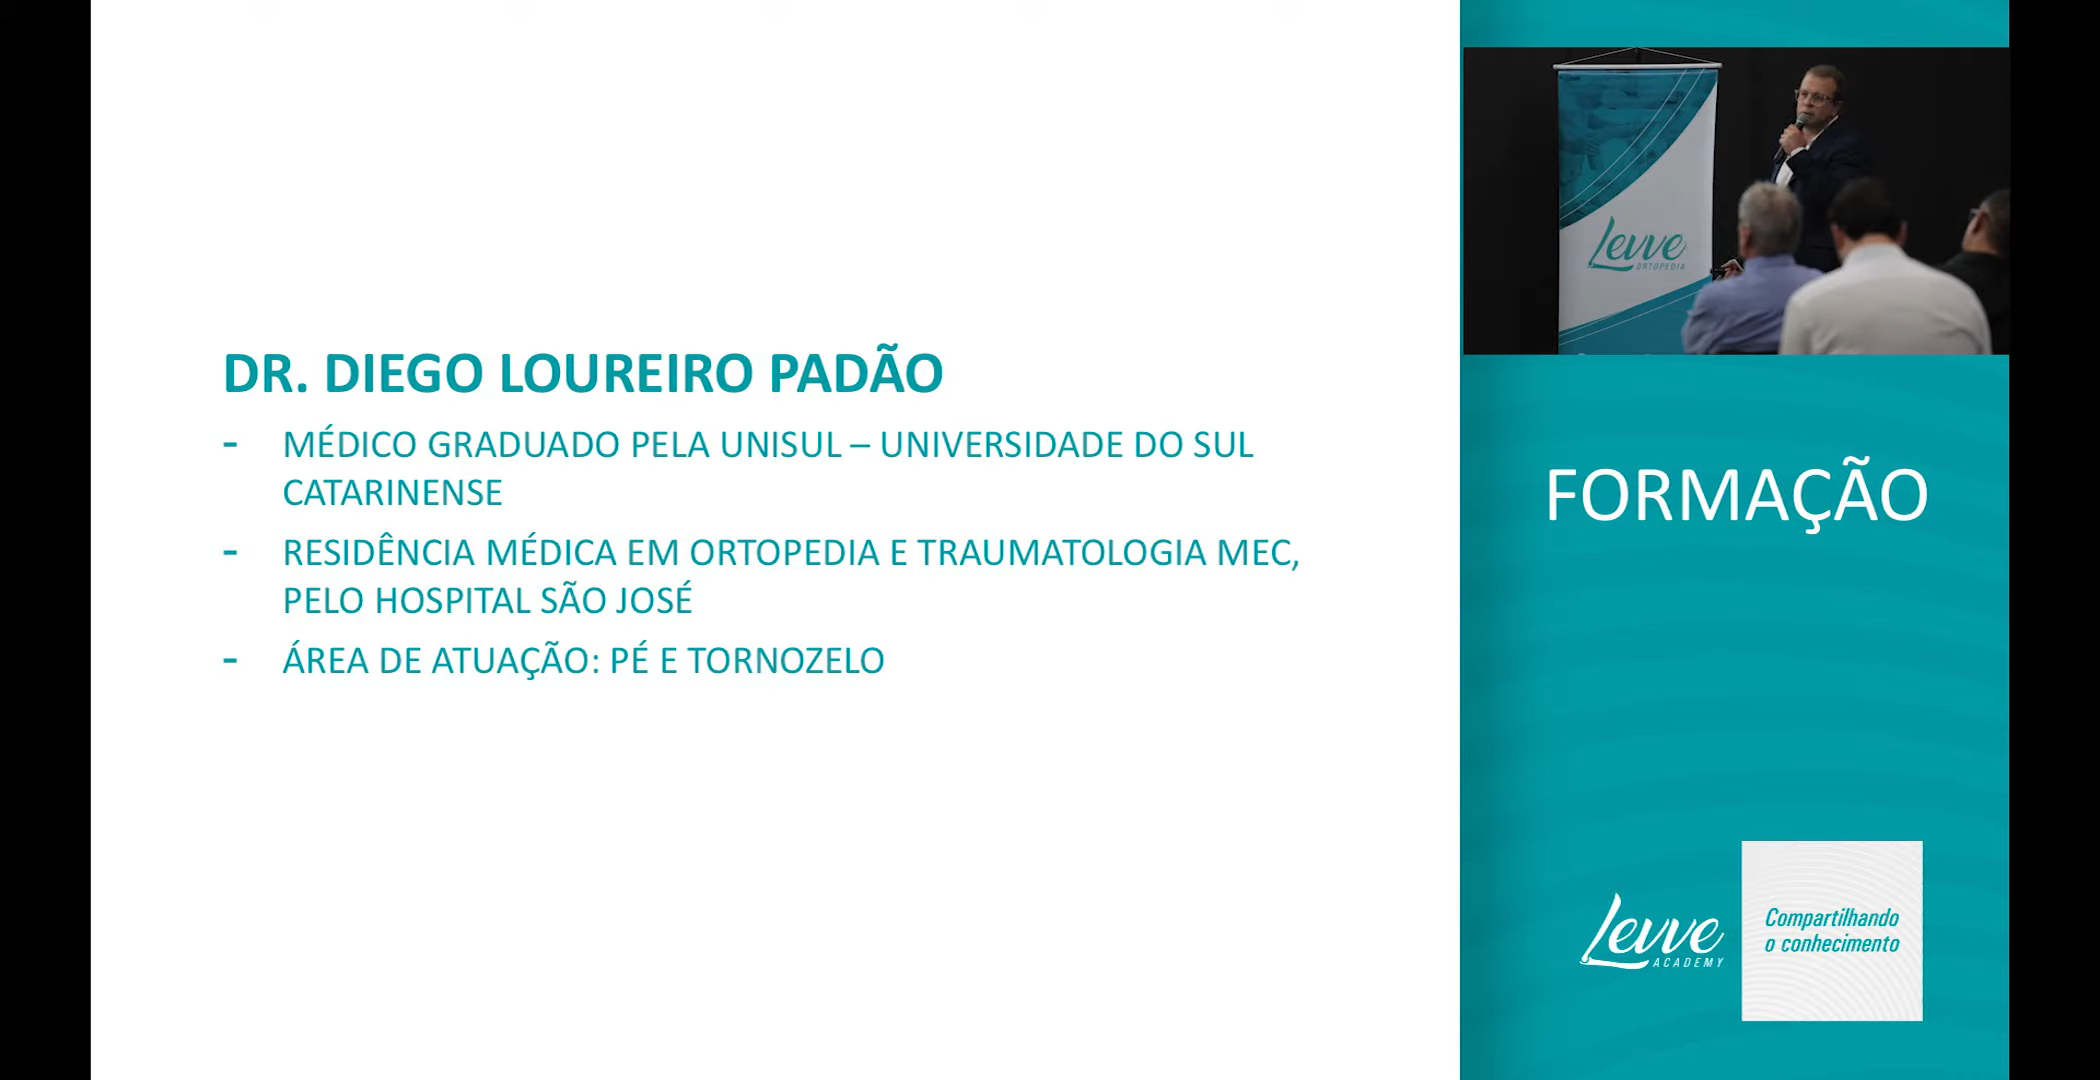 DR. DIEGO LOUREIRO PADÃO
- MÉDICO GRADUADO PELA UNISUL – UNIVERSIDADE DO SUL
CATARINENSE
- RESIDÊNCIA MÉDICA EM ORTOPEDIA E TRAUMATOLOGIA MEC,
PELO HOSPITAL SÃO JOSÉ
- ÁREA DE ATUAÇÃO: PÉ E TORNOZELO
Levve
ORTOPEDIA
FORMAÇÃO
Levve
ACADEMY
Compartilhando
o conhecimento